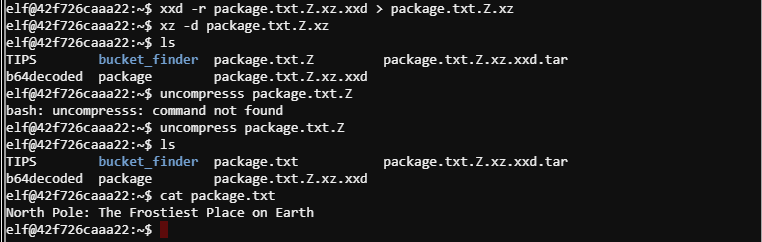 elf@42f726caaa22:~$ xxd -r package.txt.Z.xz.xxd > package.txt.Z.xz
elf@42f726caaa22:~$ xz -d package.txt.Z.xz
elf@42f726caaa22:~$ ls
TIPS bucket_finder package.txt.Z package.txt.Z.xz.xxd.tar
b64decoded package package.txt.Z.xz.xxd
elf@42f726caaa22:~$ uncompresss package.txt.Z
bash: uncompresss: command not found
elf@42f726caaa22:~$ uncompress package.txt.Z
elf@42f726caaa22:~$ ls
TIPS bucket_finder package.txt package.txt.Z.xz.xxd.tar
b64decoded package package.txt.Z.xz.xxd
elf@42f726caaa22:~$ cat package.txt
North Pole: The Frostiest Place on Earth
elf@42f726caaa22:~$